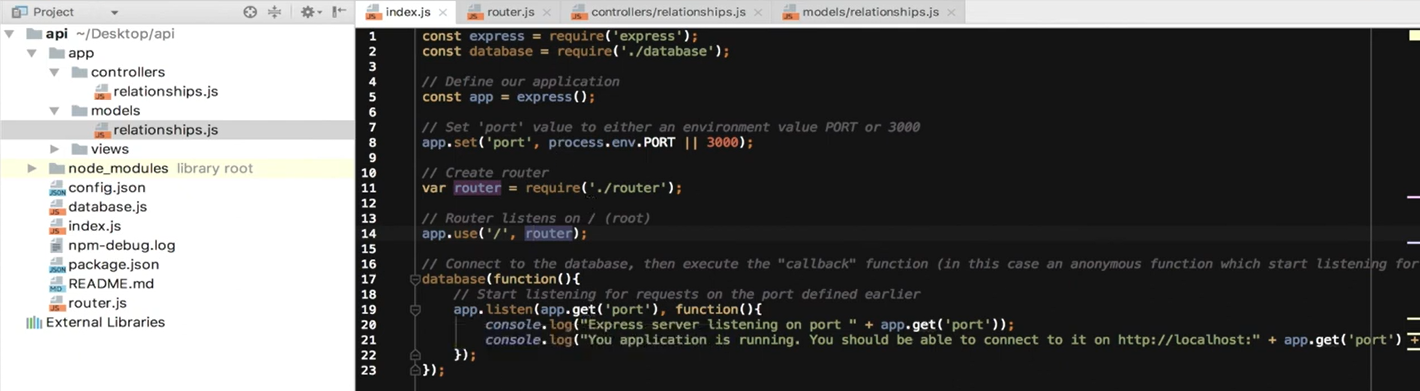 Project
api ~/Desktop/api
app
controllers
relationships.js
models
relationships.js
views
node_modules library root
config.json
database.js
index.js
npm-debug.log
package.json
README.md
router.js
External Libraries
index.js router.js controllers/relationships.js models/relationships.js
1 const express = require('express');
2 const database = require('./database');
3
4 // Define our application
5 const app = express();
6
7 // Set 'port' value to either an environment value PORT or 3000
8 app.set('port', process.env.PORT || 3000);
9
10 // Create router
11 var router = require('./router');
12
13 // Router listens on / (root)
14 app.use('/', router);
15
16 // Connect to the database, then execute the "callback" function (in this case an anonymous function which start listening for
17 database(function(){
18 // Start listening for requests on the port defined earlier
19 app.listen(app.get('port'), function(){
20 console.log("Express server listening on port " + app.get('port'));
21 console.log("You application is running. You should be able to connect to it on http://localhost:" + app.get('port')
22 });
23 });